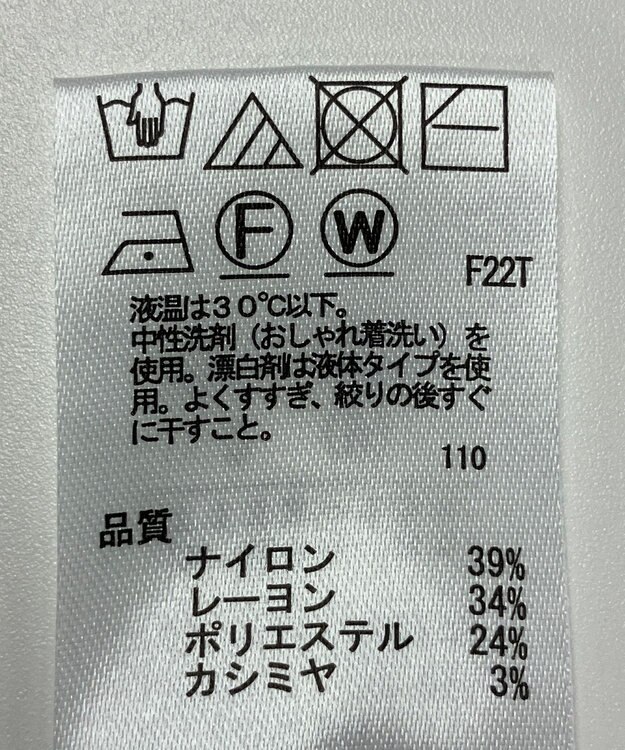 F W
F22T
液温は30℃以下。
中性洗剤（おしゃれ着洗い）を
使用。漂白剤は液体タイプを使
用。よくすすぎ、絞りの後すぐ
に干すこと。
110
品質
ナイロン 39%
レーヨン 34%
ポリエステル 24%
カシミヤ 3%